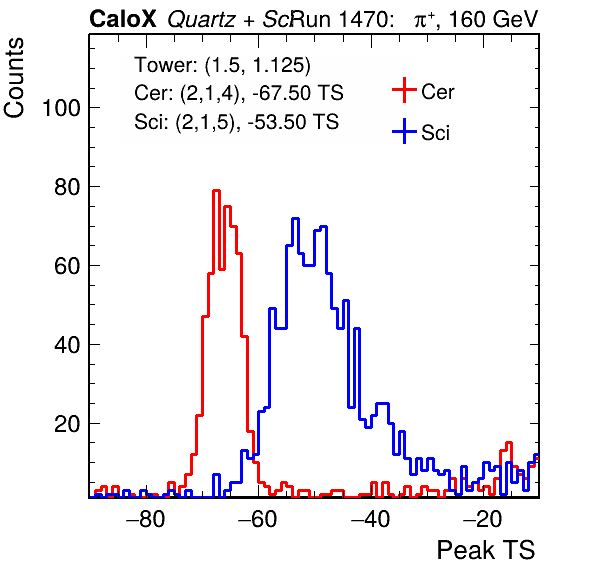 CaloX Quartz + ScRun 1470: π⁺, 160 GeV
Counts
Tower: (1.5, 1.125)
Cer: (2,1,4), -67.50 TS
Sci: (2,1,5), -53.50 TS
Cer
Sci
100
80
60
40
20
−80 −60 −40 −20
Peak TS